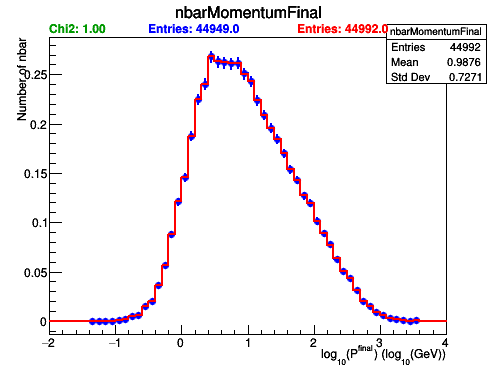 nbarMomentumFinal
Chi2: 1.00 Entries: 44949.0 Entries: 44992.0
nbarMomentumFinal
Entries 44992
Mean 0.9876
Std Dev 0.7271
Number of nbar
0.25
0.2
0.15
0.1
0.05
0
−2 −1 0 1 2 3 4
log10(Pfinal) (log10(GeV))